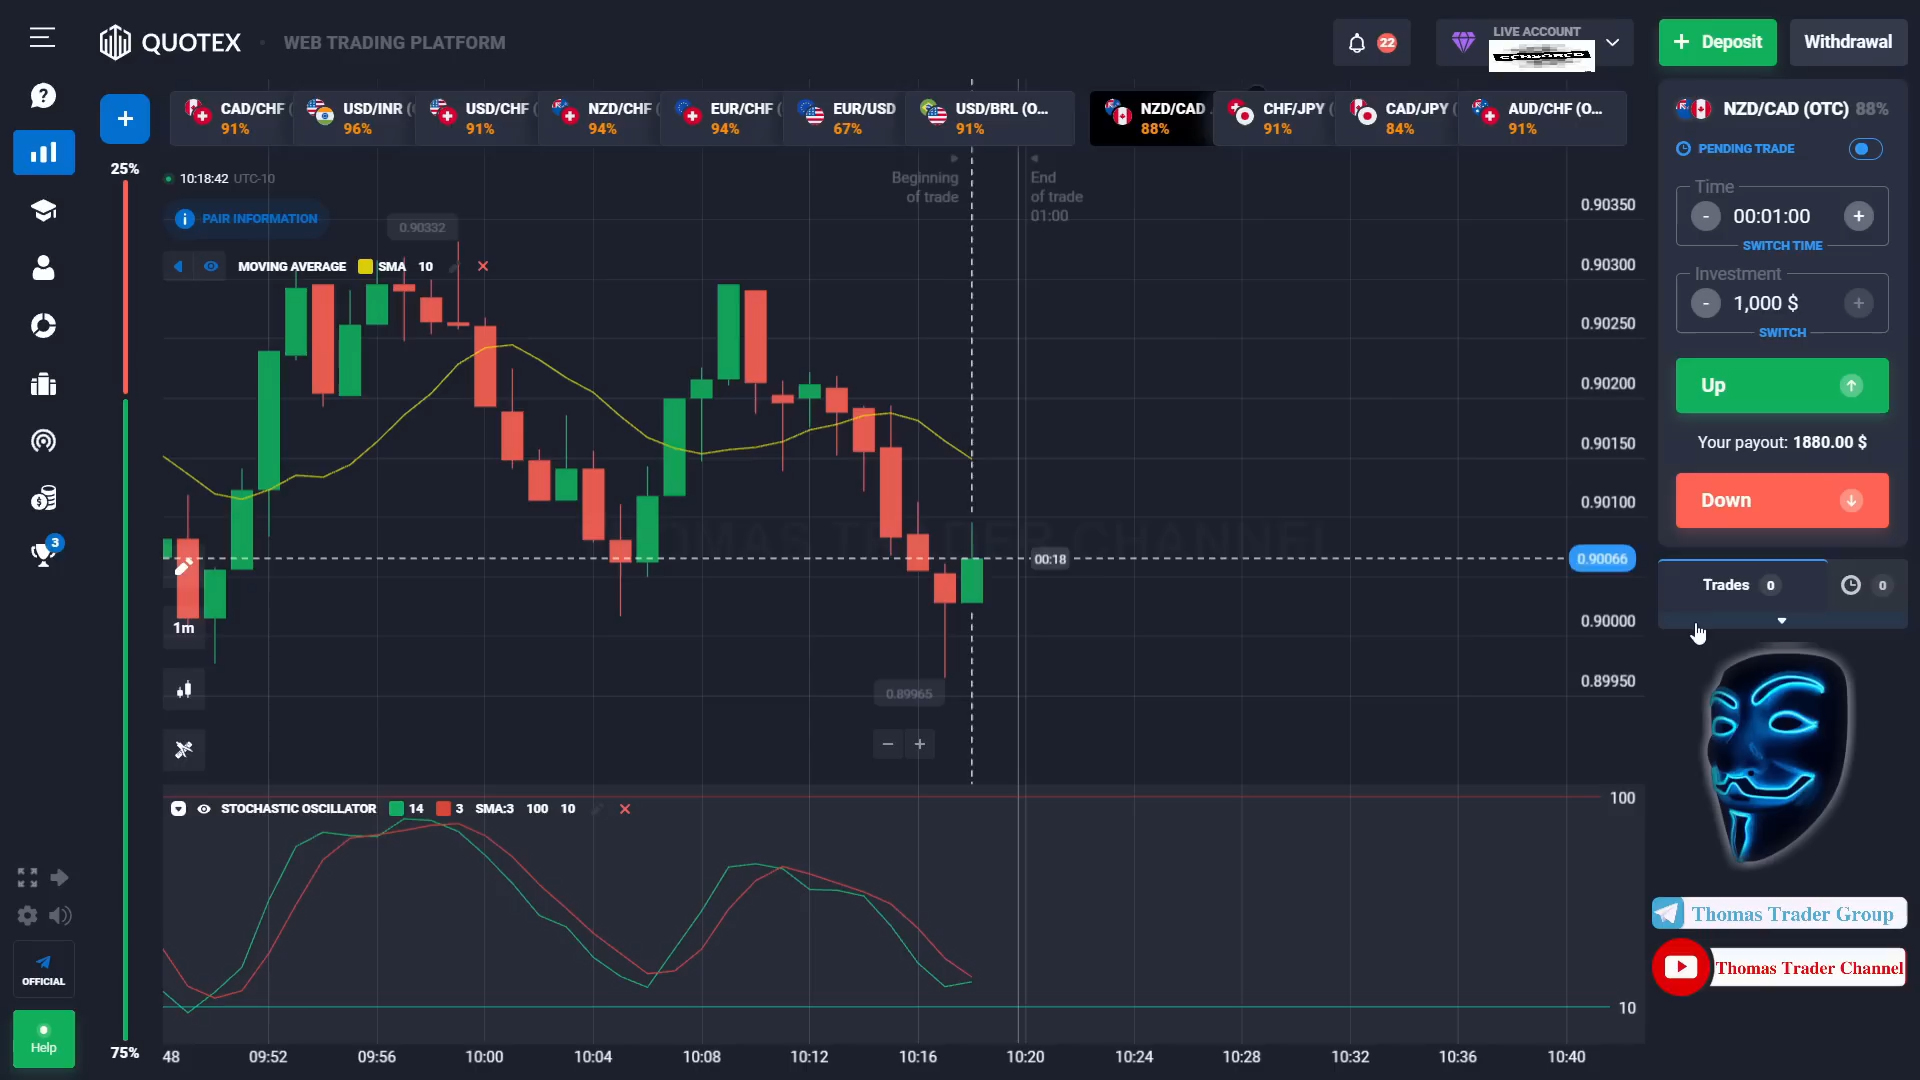 QUOTEX
WEB TRADING PLATFORM
22
LIVE ACCOUNT
CENSORED
+ Deposit
Withdrawal
CAD/CHF (
91%
USD/INR (
96%
USD/CHF (
91%
NZD/CHF (
94%
EUR/CHF (
94%
EUR/USD
67%
USD/BRL (O...
91%
NZD/CAD
88%
CHF/JPY (
91%
CAD/JPY (
84%
AUD/CHF (O...
91%
NZD/CAD (OTC) 88%
PENDING TRADE
Time
- 00:01:00 +
SWITCH TIME
Investment
- 1,000 $ +
SWITCH
Up
Your payout: 1880.00 $
Down
Trades 0
0
25%
75%
10:18:42 UTC-10
PAIR INFORMATION
MOVING AVERAGE SMA 10
0.90332
Beginning
of trade
End
of trade
01:00
0.90350
0.90300
0.90250
0.90200
0.90150
0.90100
0.90066
0.90000
0.89950
THOMAS TRADER CHANNEL
00:18
0.89965
1m
3
STOCHASTIC OSCILLATOR 14 3 SMA:3 100 10
100
10
48 09:52 09:56 10:00 10:04 10:08 10:12 10:16 10:20 10:24 10:28 10:32 10:36 10:40
OFFICIAL
Help
Thomas Trader Group
Thomas Trader Channel